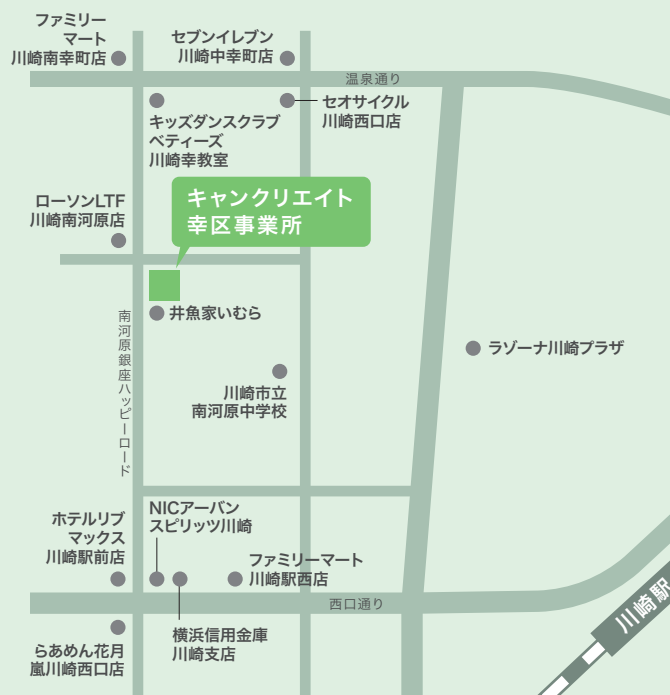 ファミリー
マート
川崎南幸町店
セブンイレブン
川崎中幸町店
温泉通り
キッズダンスクラブ
ベティーズ
川崎幸教室
セオサイクル
川崎西口店
ローソンLTF
川崎南河原店
キャンクリエイト
幸区事業所
井魚家いむら
南河原銀座ハッピーロード
ラゾーナ川崎プラザ
川崎市立
南河原中学校
ホテルリブ
マックス
川崎駅前店
NICアーバン
スピリッツ川崎
ファミリーマート
川崎駅西店
西口通り
横浜信用金庫
川崎支店
らあめん花月
嵐川崎西口店
川崎駅